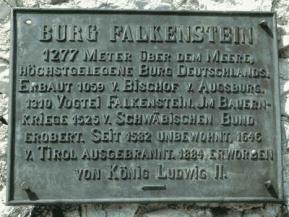 BURG FALKENSTEIN
1277 METER ÜBER DEM MEERE,
HÖCHSTGELEGENE BURG DEUTSCHLANDS.
ERBAUT 1059 V. BISCHOF V. AUGSBURG.
1310 VOGTEI FALKENSTEIN. JM BAUERN-
KRIEGE 1525 V. SCHWÄBISCHEN BUND
EROBERT. SEIT 1582 UNBEWOHNT. 1646
V. TIROL AUSGEBRANNT. 1884 ERWORBEN
VON KÖNIG LUDWIG II.